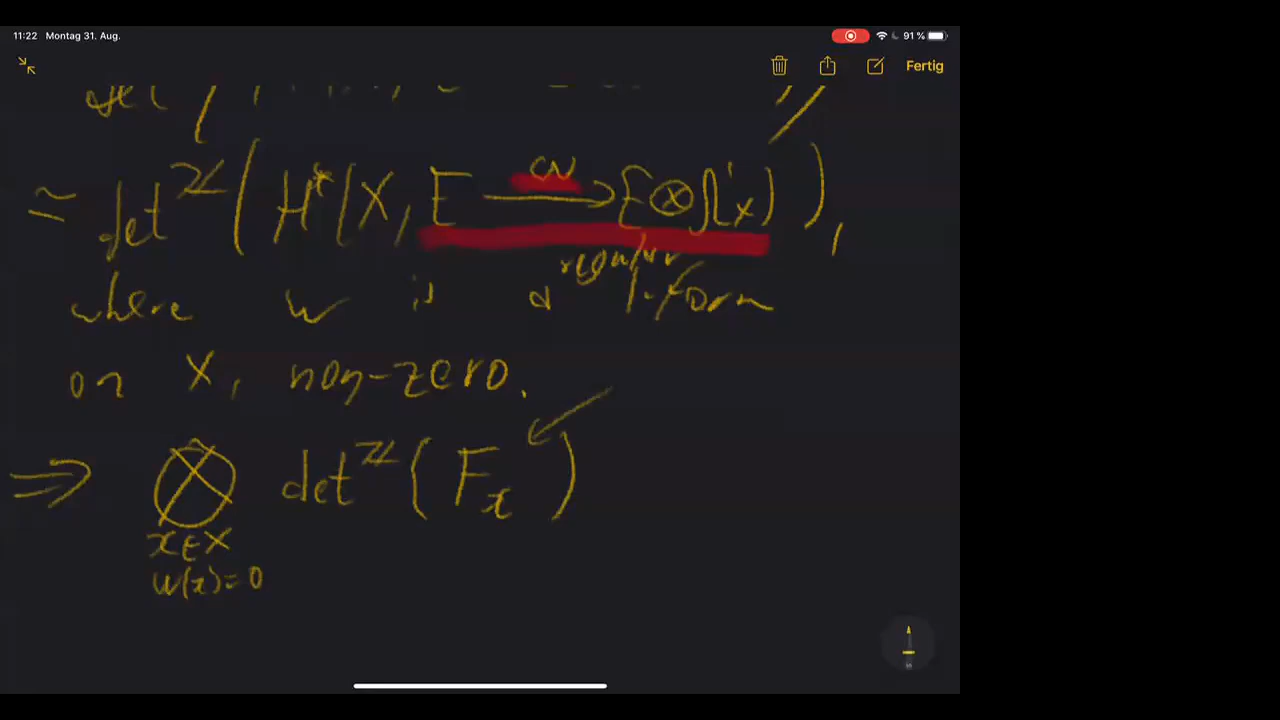 11:22 Montag 31. Aug. 91 %
Fertig
≃ det^ℤ ( H^*(X, E —ω→ E ⊗ Ω^1_X) ),
where ω is a regular 1-form
on X, non-zero.
⇒ ⊗ det^ℤ ( F_x )
x∈X
ω(x)=0